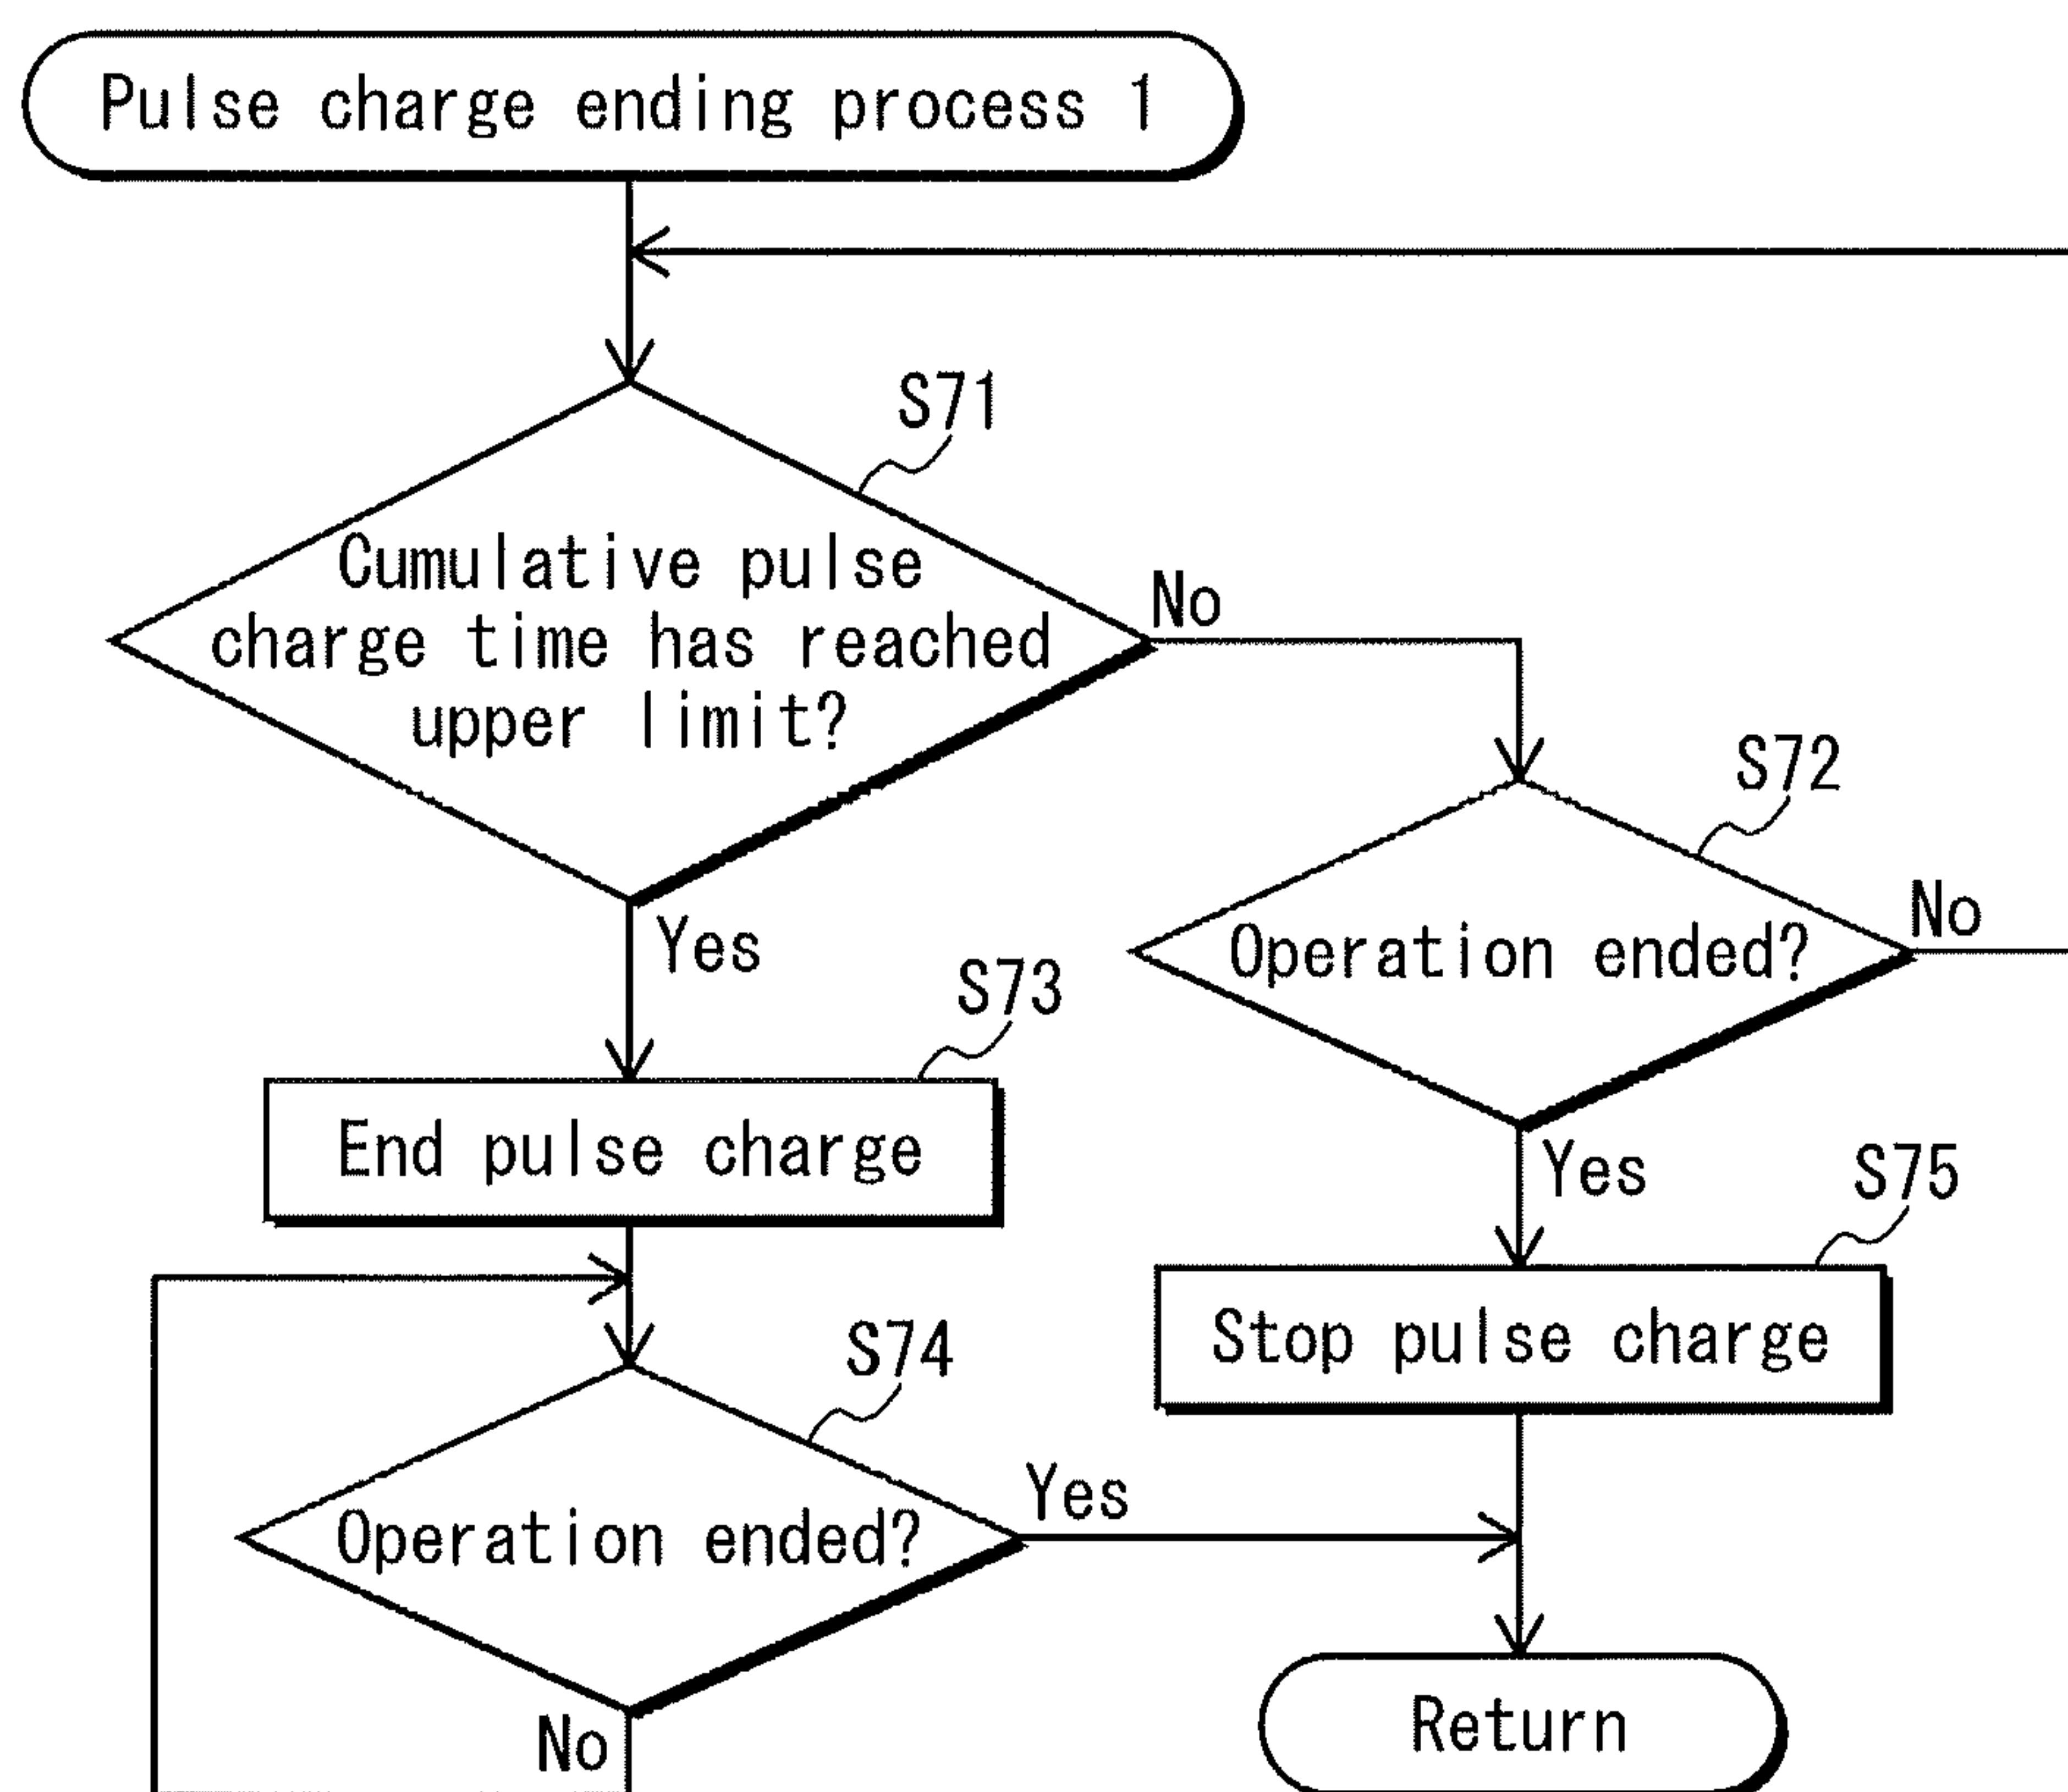 Pulse charge ending process 1
S71
Cumulative pulse
charge time has reached
upper limit?
No
Yes
S72
Operation ended?
No
Yes
S73
End pulse charge
S75
Stop pulse charge
S74
Operation ended?
Yes
No
Return